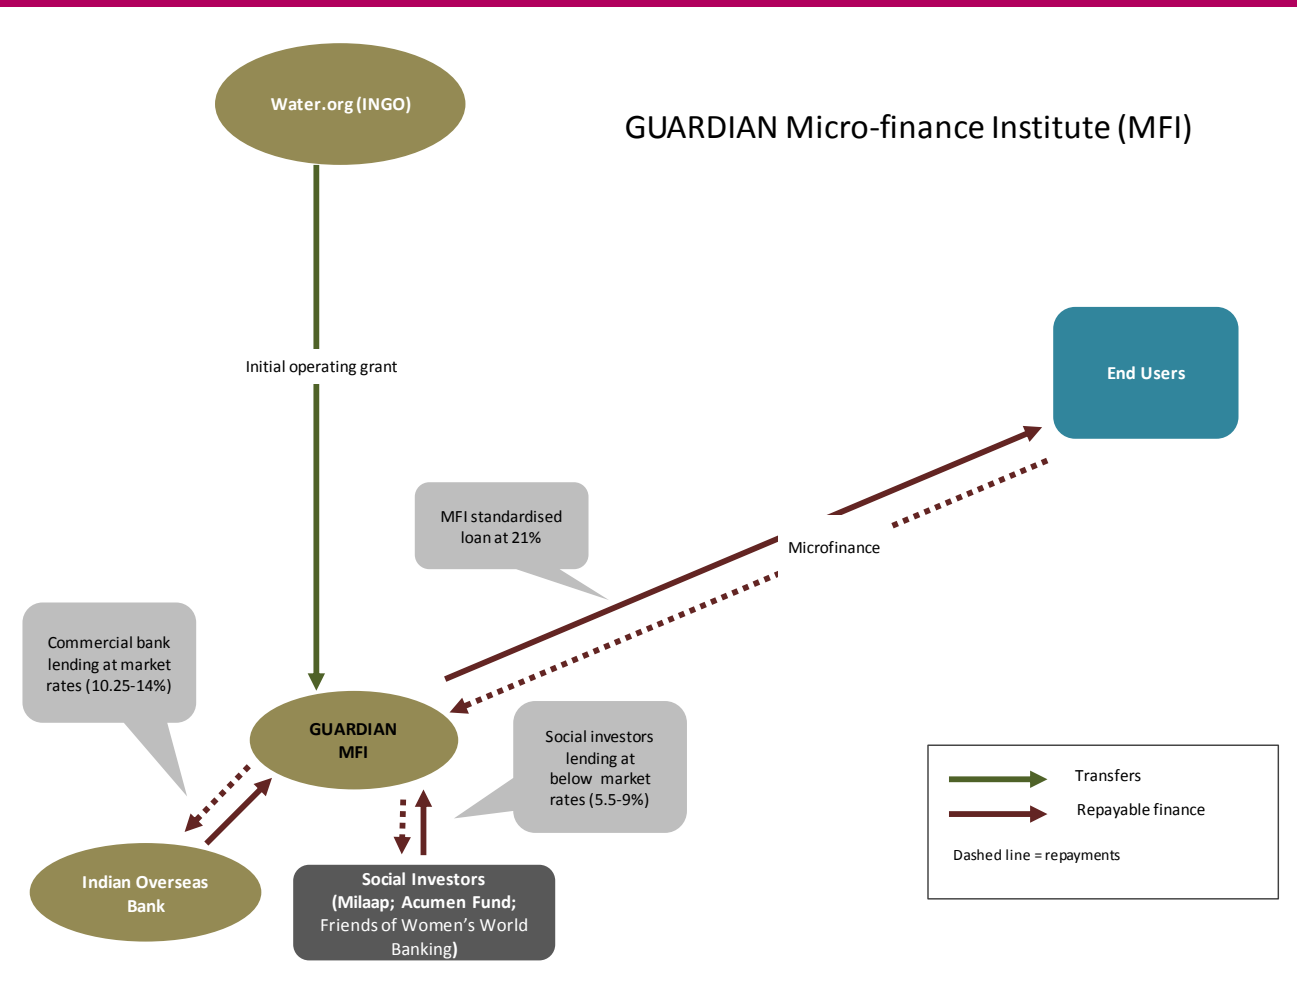 Water.org (INGO)
GUARDIAN Micro-finance Institute (MFI)
Initial operating grant
End Users
MFI standardised
loan at 21%
Microfinance
Commercial bank
lending at market
rates (10.25-14%)
GUARDIAN
MFI
Social investors
lending at
below market
rates (5.5-9%)
Transfers
Repayable finance
Dashed line = repayments
Indian Overseas
Bank
Social Investors
(Milaap; Acumen Fund;
Friends of Women’s World
Banking)